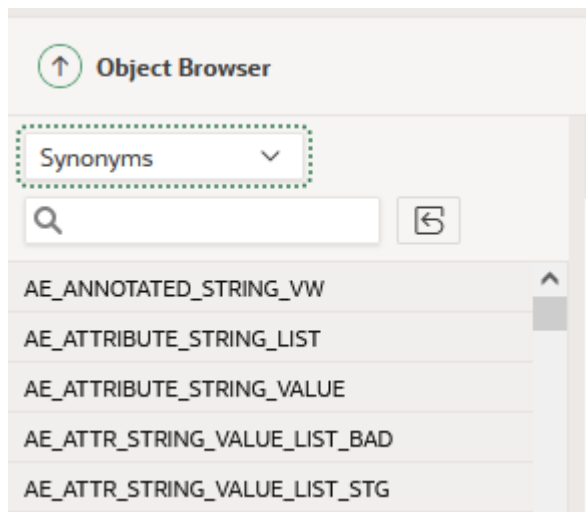 Object Browser
Synonyms
AE_ANNOTATED_STRING_VW
AE_ATTRIBUTE_STRING_LIST
AE_ATTRIBUTE_STRING_VALUE
AE_ATTR_STRING_VALUE_LIST_BAD
AE_ATTR_STRING_VALUE_LIST_STG